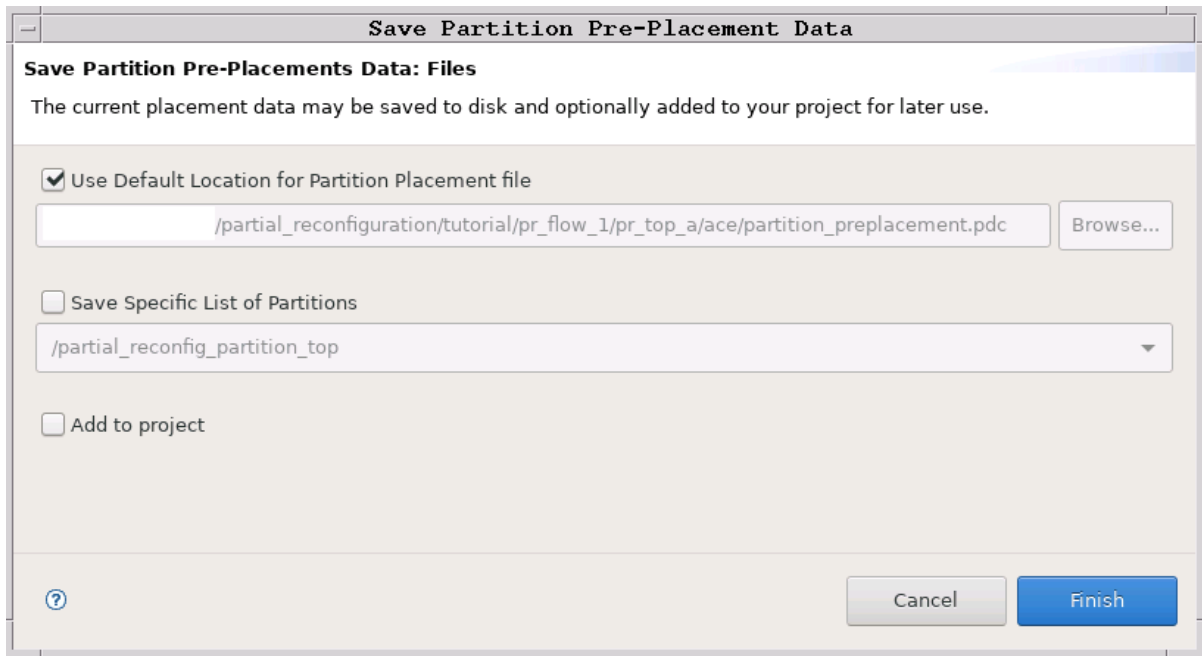 Save Partition Pre-Placement Data
Save Partition Pre-Placements Data: Files
The current placement data may be saved to disk and optionally added to your project for later use.
Use Default Location for Partition Placement file
/partial_reconfiguration/tutorial/pr_flow_1/pr_top_a/ace/partition_preplacement.pdc Browse...
Save Specific List of Partitions
/partial_reconfig_partition_top
Add to project
? Cancel Finish